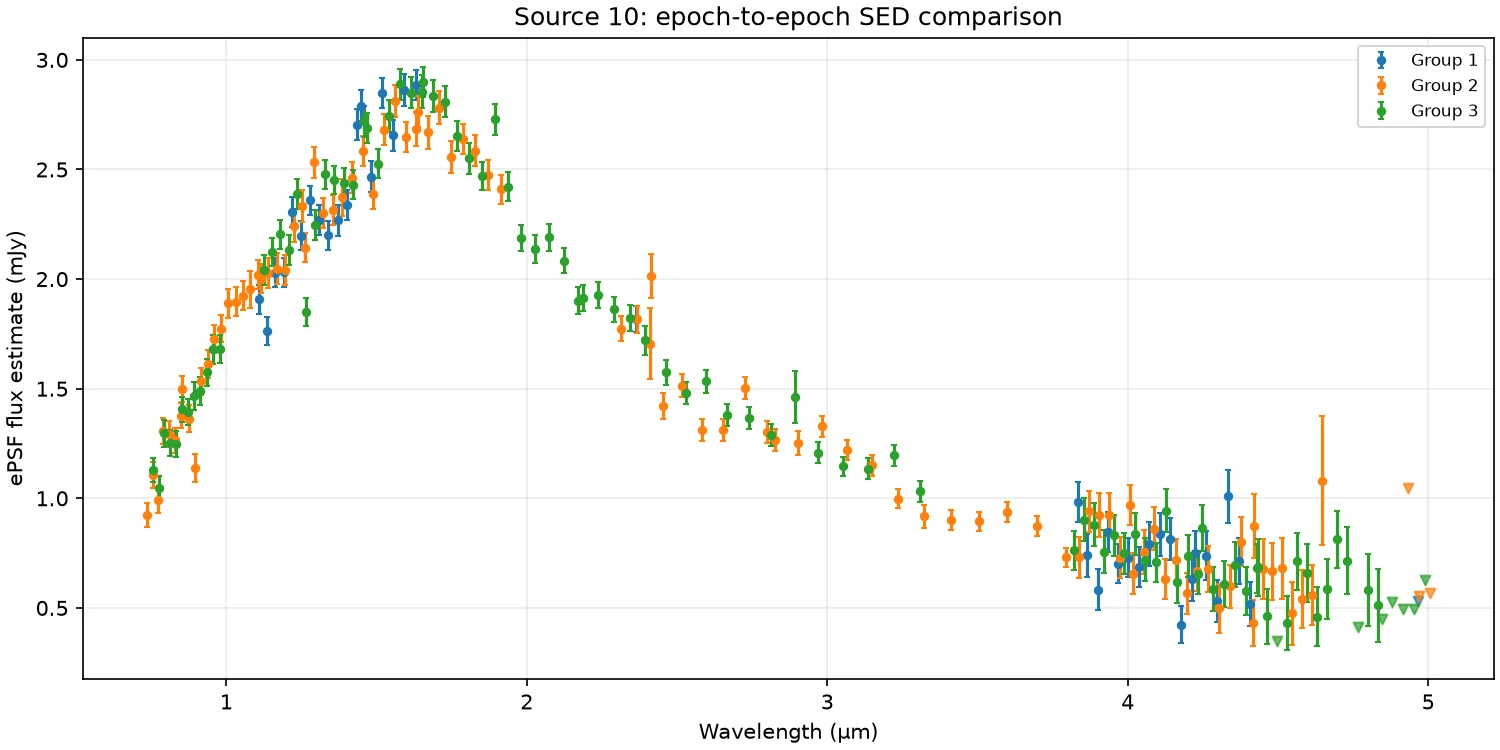 Source 10: epoch-to-epoch SED comparison
3.0
2.5
2.0
1.5
1.0
0.5
ePSF flux estimate (mJy)
Group 1
Group 2
Group 3
1 2 3 4 5
Wavelength (μm)